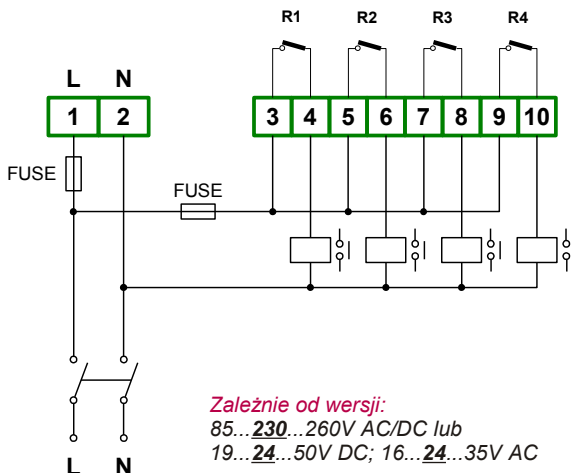 R1 R2 R3 R4
L N
1 2 3 4 5 6 7 8 9 10
FUSE
FUSE
Zależnie od wersji:
85...230...260V AC/DC lub
19...24...50V DC; 16...24...35V AC
L N